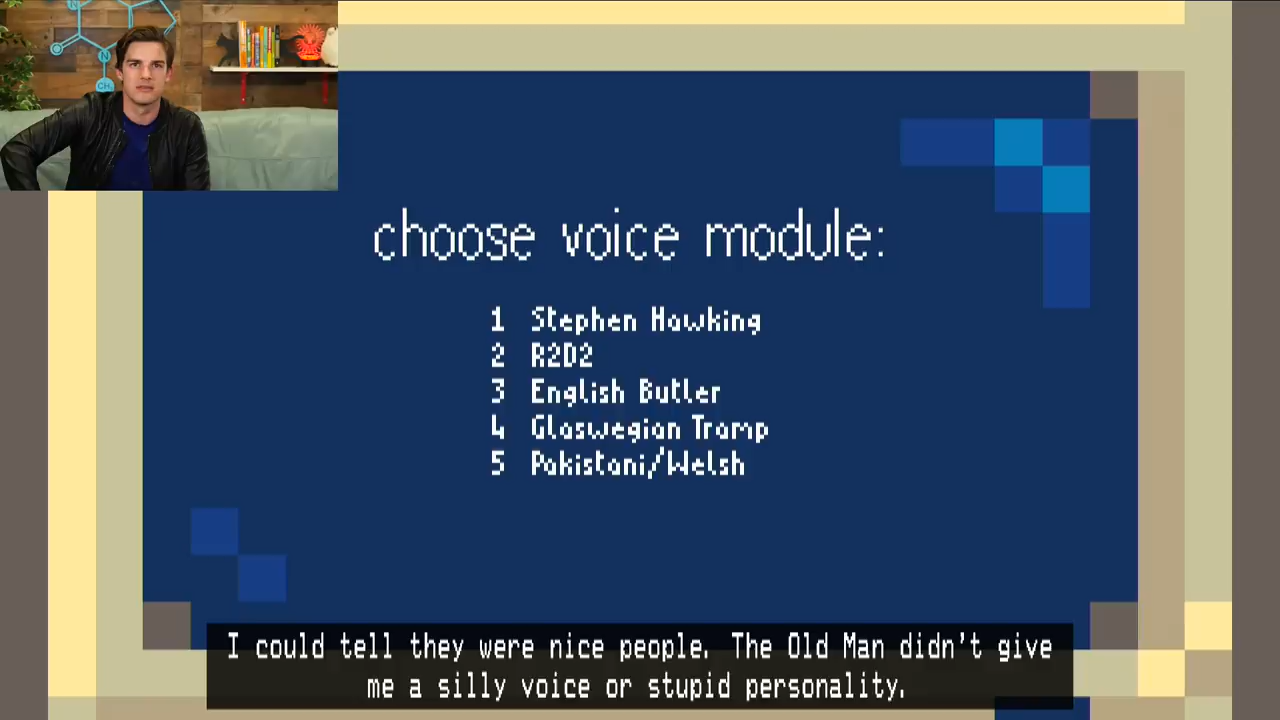 N
N
CH₃
choose voice module:
1 Stephen Hawking
2 R2D2
3 English Butler
4 Glaswegian Tramp
5 Pakistani/Welsh
I could tell they were nice people. The Old Man didn't give
me a silly voice or stupid personality.